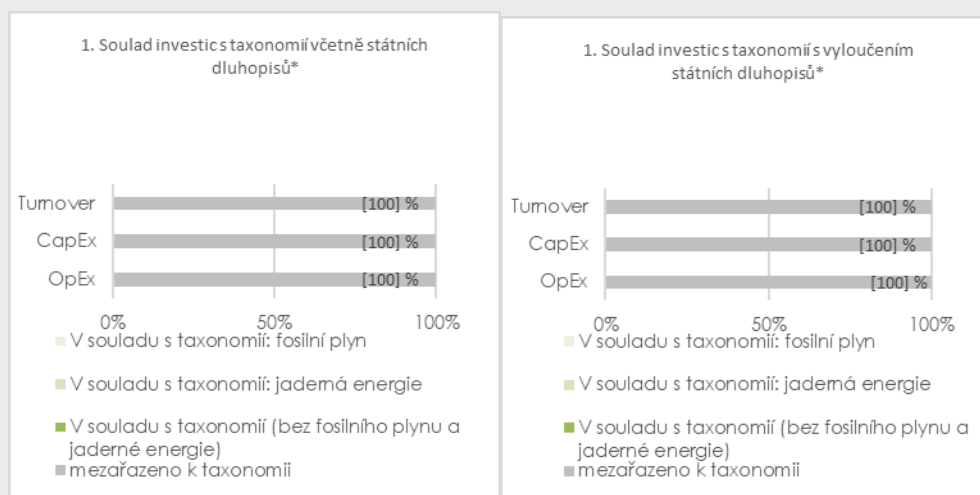 1. Soulad investic s taxonomií včetně státních
dluhopisů*
Turnover
[100] %
CapEx
[100] %
OpEx
[100] %
0%
50%
100%
V souladu s taxonomií: fosilní plyn
V souladu s taxonomií: jaderná energie
V souladu s taxonomií (bez fosilního plynu a
jaderné energie)
mezařazeno k taxonomii
1. Soulad investic s taxonomií s vyloučením
státních dluhopisů*
Turnover
[100] %
CapEx
[100] %
OpEx
[100] %
0%
50%
100%
V souladu s taxonomií: fosilní plyn
V souladu s taxonomií: jaderná energie
V souladu s taxonomií (bez fosilního plynu a
jaderné energie)
mezařazeno k taxonomii